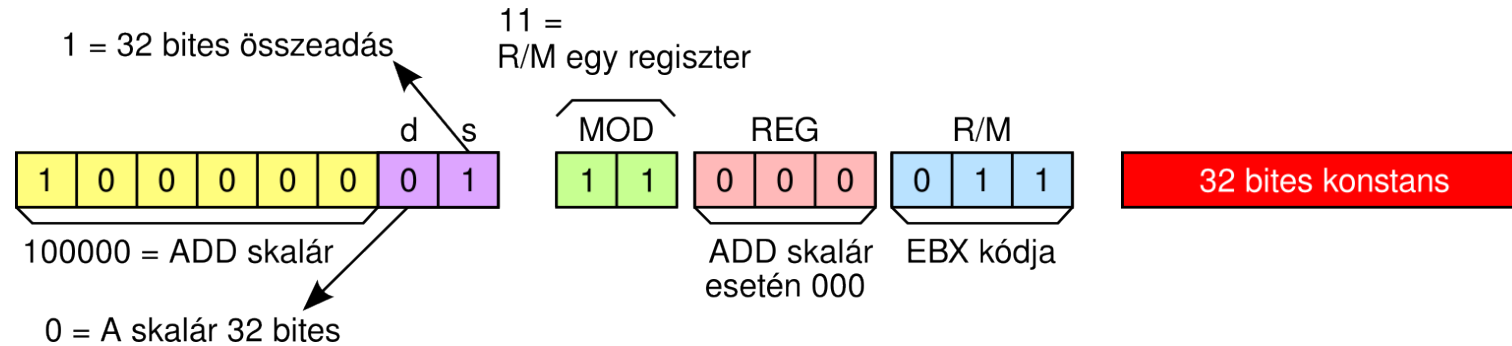 1 = 32 bites összeadás
11 =
R/M egy regiszter
d s
MOD REG R/M
1 0 0 0 0 0 0 1 1 1 0 0 0 0 1 1 32 bites konstans
100000 = ADD skalár
ADD skalár
esetén 000
EBX kódja
0 = A skalár 32 bites